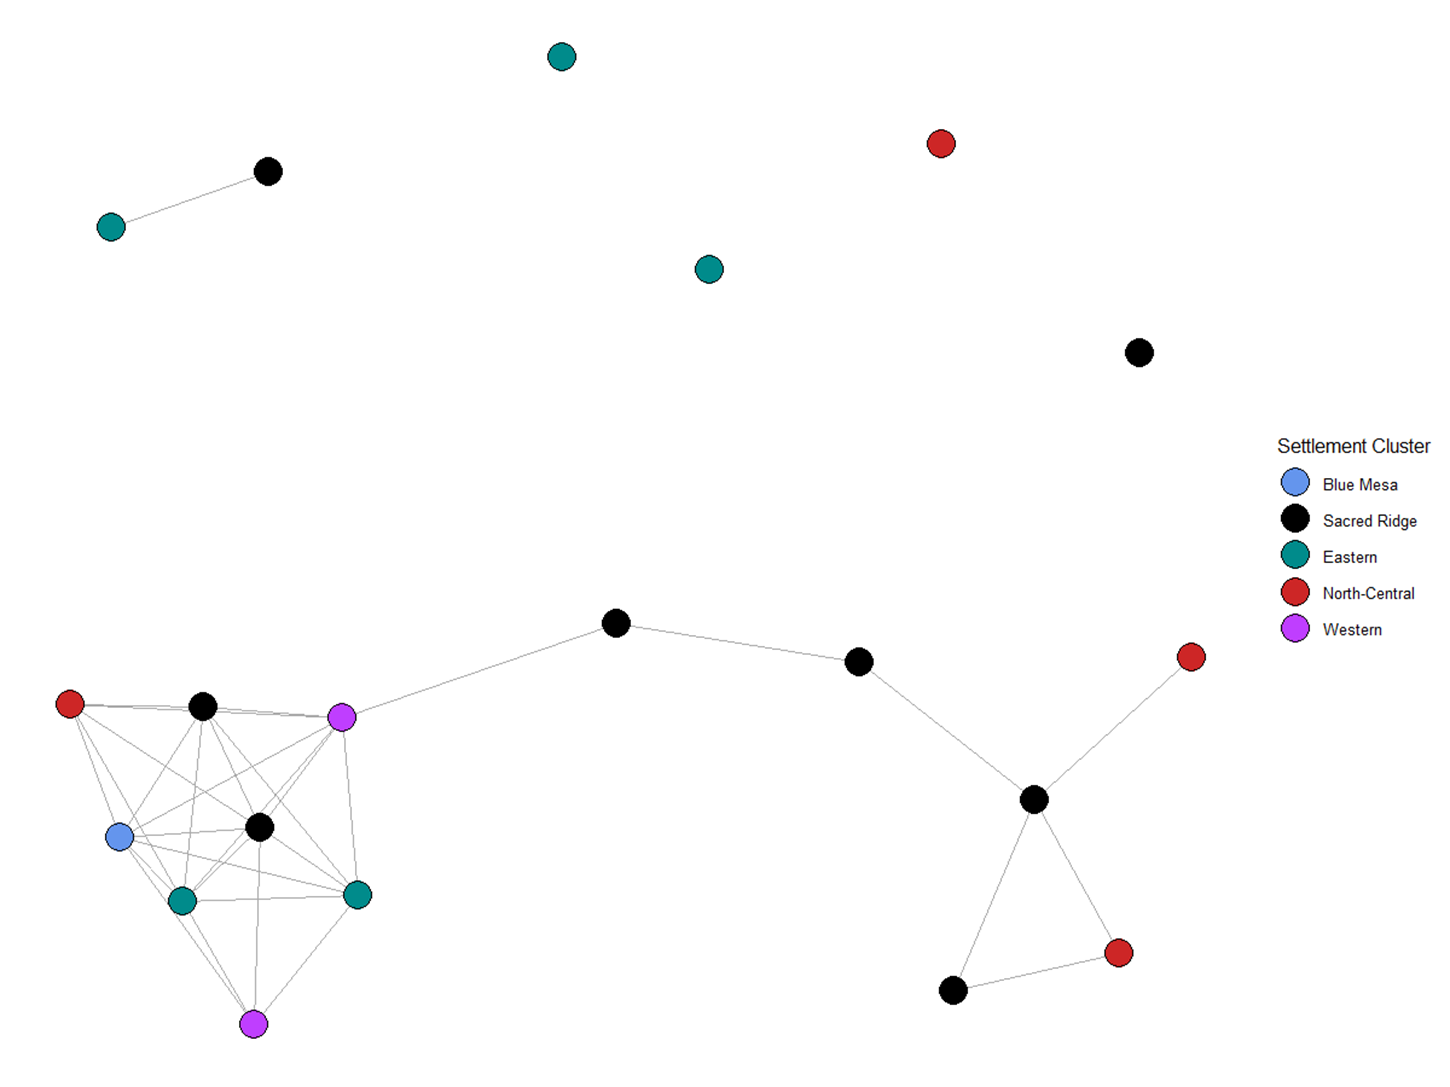 Settlement Cluster
Blue Mesa
Sacred Ridge
Eastern
North-Central
Western